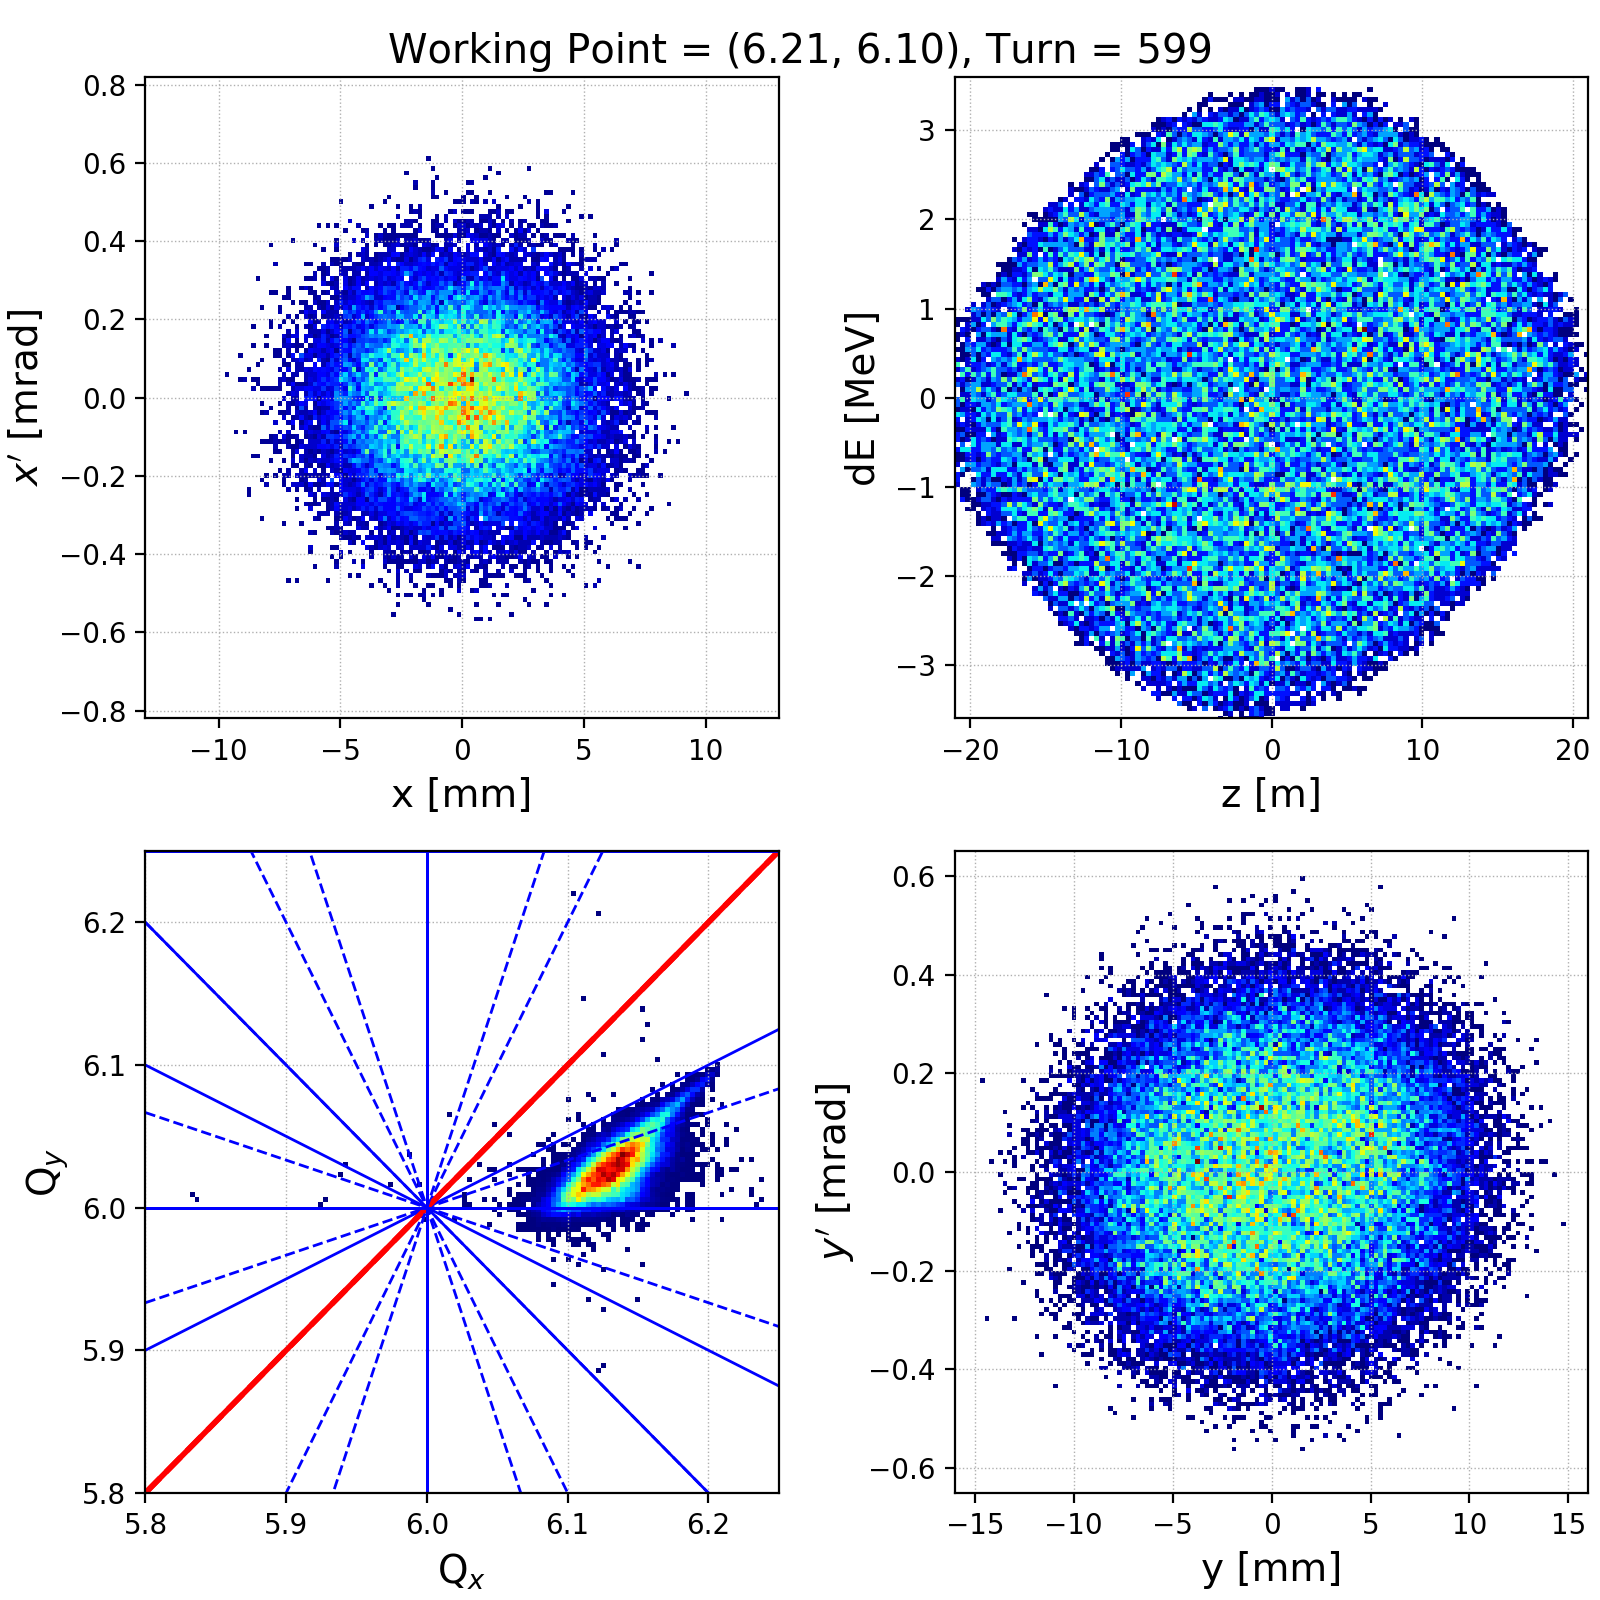 Working Point = (6.21, 6.10), Turn = 599
0.8
0.6
0.4
0.2
0.0
−0.2
−0.4
−0.6
−0.8
x′ [mrad]
−10 −5 0 5 10
x [mm]
3
2
1
0
−1
−2
−3
dE [MeV]
−20 −10 0 10 20
z [m]
6.2
6.1
6.0
5.9
5.8
Qy
5.8 5.9 6.0 6.1 6.2
Qx
0.6
0.4
0.2
0.0
−0.2
−0.4
−0.6
y′ [mrad]
−15 −10 −5 0 5 10 15
y [mm]